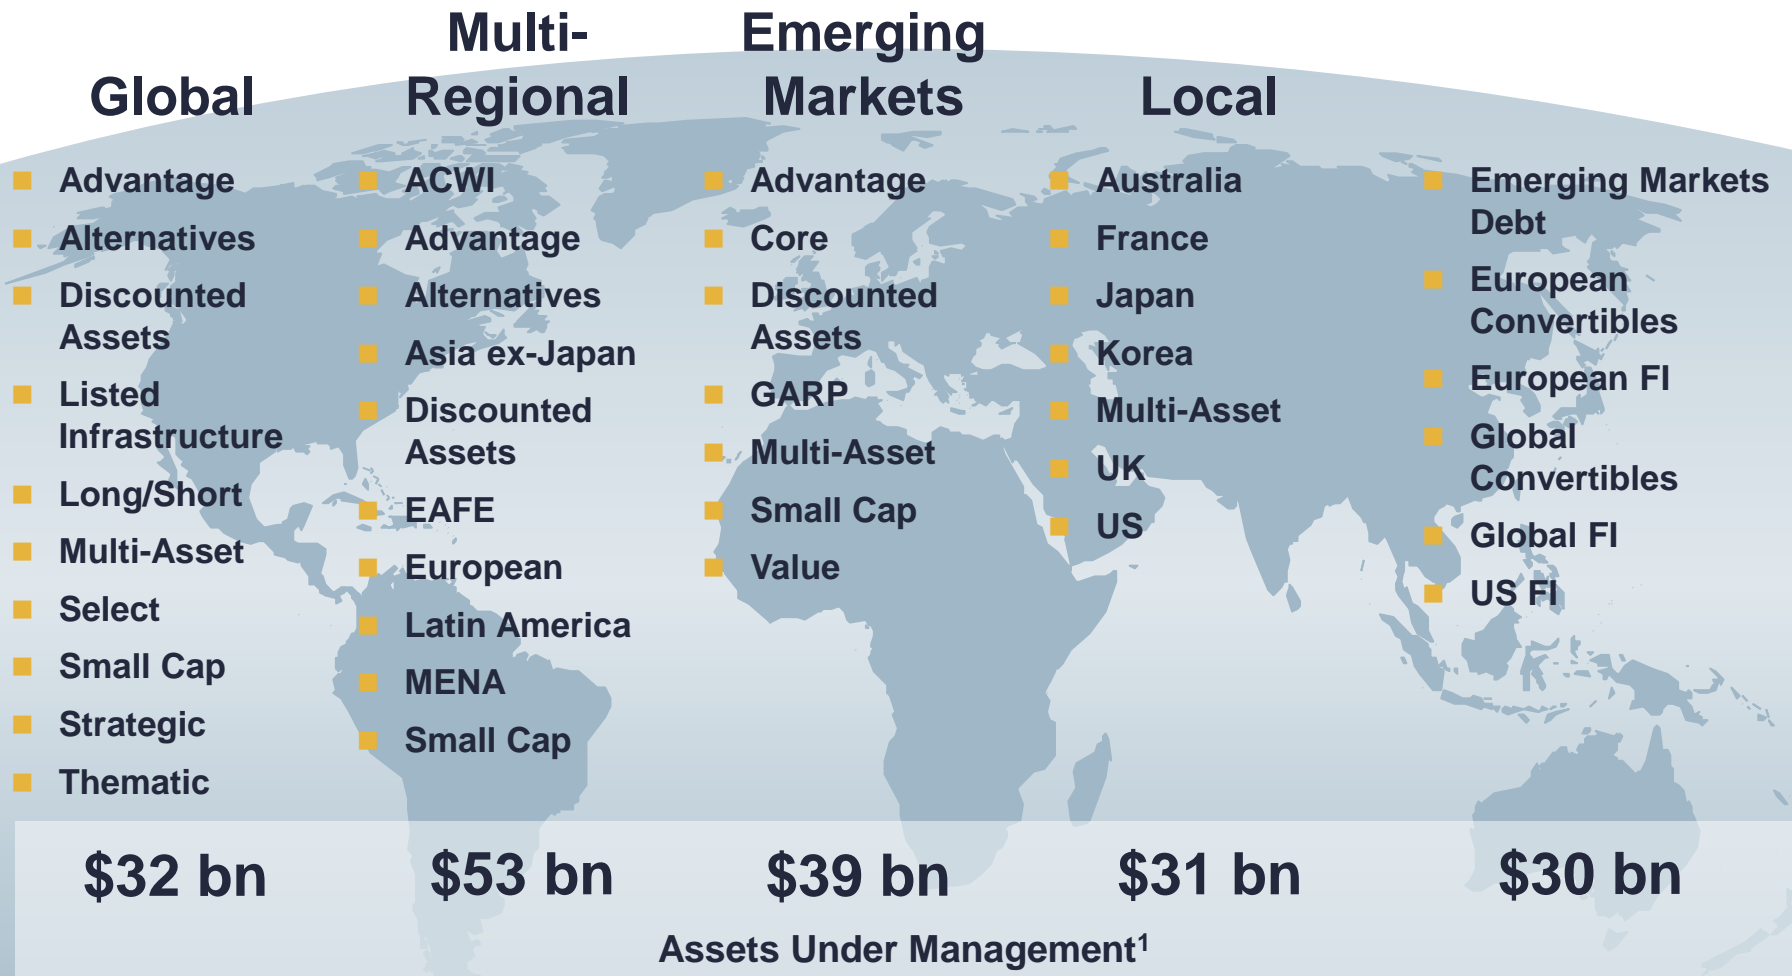 Global
Advantage
Alternatives
Discounted
Assets
Listed
Infrastructure
Long/Short
Multi-Asset
Select
Small Cap
Strategic
Thematic
$32 bn
Multi-
Regional
ACWI
Advantage
Alternatives
Asia ex-Japan
Discounted
Assets
EAFE
European
Latin America
MENA
Small Cap
$53 bn
Emerging
Markets
Advantage
Core
Discounted
Assets
GARP
Multi-Asset
Small Cap
Value
$39 bn
Local
Australia
France
Japan
Korea
Multi-Asset
UK
US
$31 bn
Emerging Markets
Debt
European
Convertibles
European FI
Global
Convertibles
Global FI
US FI
$30 bn
Assets Under Management¹